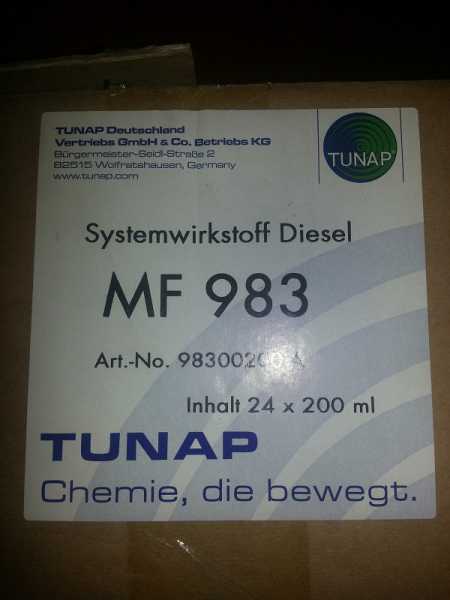 TUNAP Deutschland
Vertriebs GmbH & Co. Betriebs KG
Bürgermeister-Seidl-Straße 2
82515 Wolfratshausen, Germany
www.tunap.com
TUNAP
Systemwirkstoff Diesel
MF 983
Art.-No. 98300200 A
Inhalt 24 x 200 ml
TUNAP
Chemie, die bewegt.